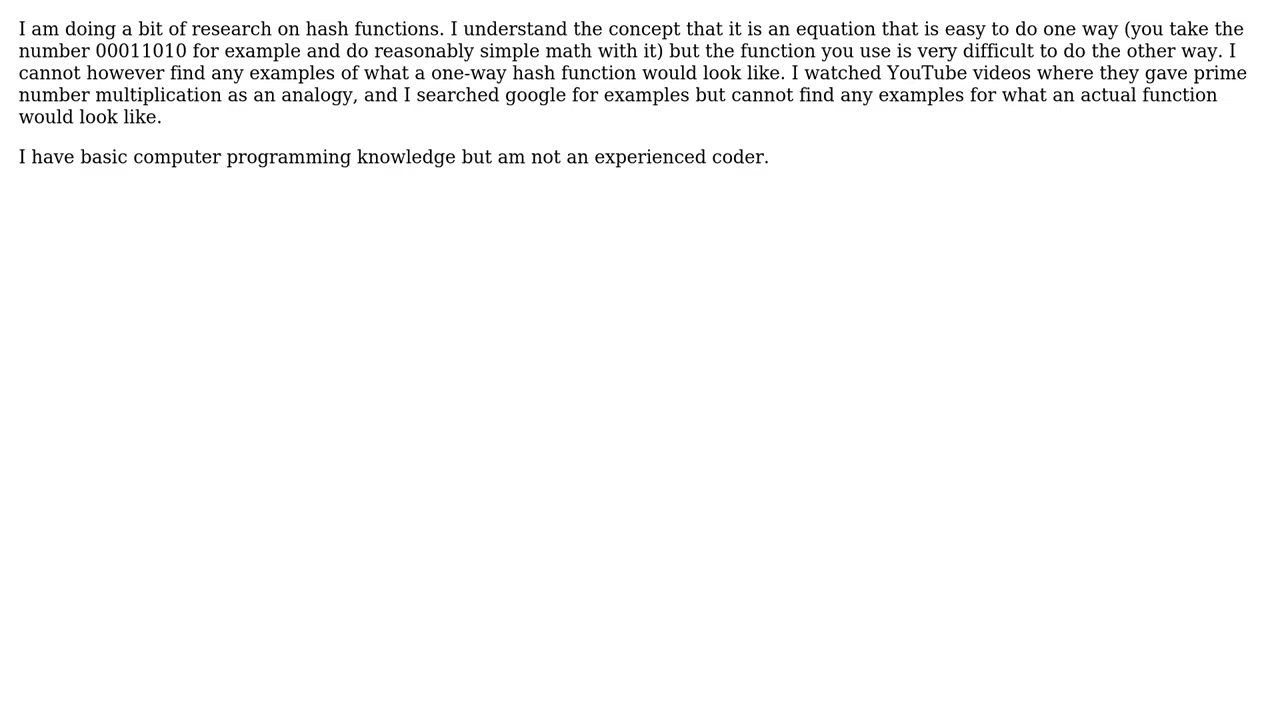 I am doing a bit of research on hash functions. I understand the concept that it is an equation that is easy to do one way (you take the
number 00011010 for example and do reasonably simple math with it) but the function you use is very difficult to do the other way. I
cannot however find any examples of what a one-way hash function would look like. I watched YouTube videos where they gave prime
number multiplication as an analogy, and I searched google for examples but cannot find any examples for what an actual function
would look like.
I have basic computer programming knowledge but am not an experienced coder.